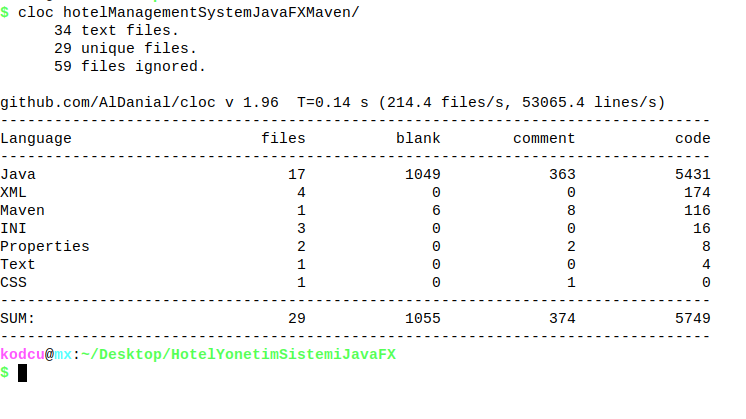 $ cloc hotelManagementSystemJavaFXMaven/
      34 text files.
      29 unique files.
      59 files ignored.
github.com/AlDanial/cloc v 1.96  T=0.14 s (214.4 files/s, 53065.4 lines/s)
-------------------------------------------------------------------------------
Language                     files          blank        comment           code
-------------------------------------------------------------------------------
Java                            17           1049            363           5431
XML                              4              0              0            174
Maven                            1              6              8            116
INI                              3              0              0             16
Properties                       2              0              2              8
Text                             1              0              0              4
CSS                              1              0              1              0
-------------------------------------------------------------------------------
SUM:                            29           1055            374           5749
-------------------------------------------------------------------------------
kodcu@mx:~/Desktop/HotelYonetimSistemiJavaFX
$